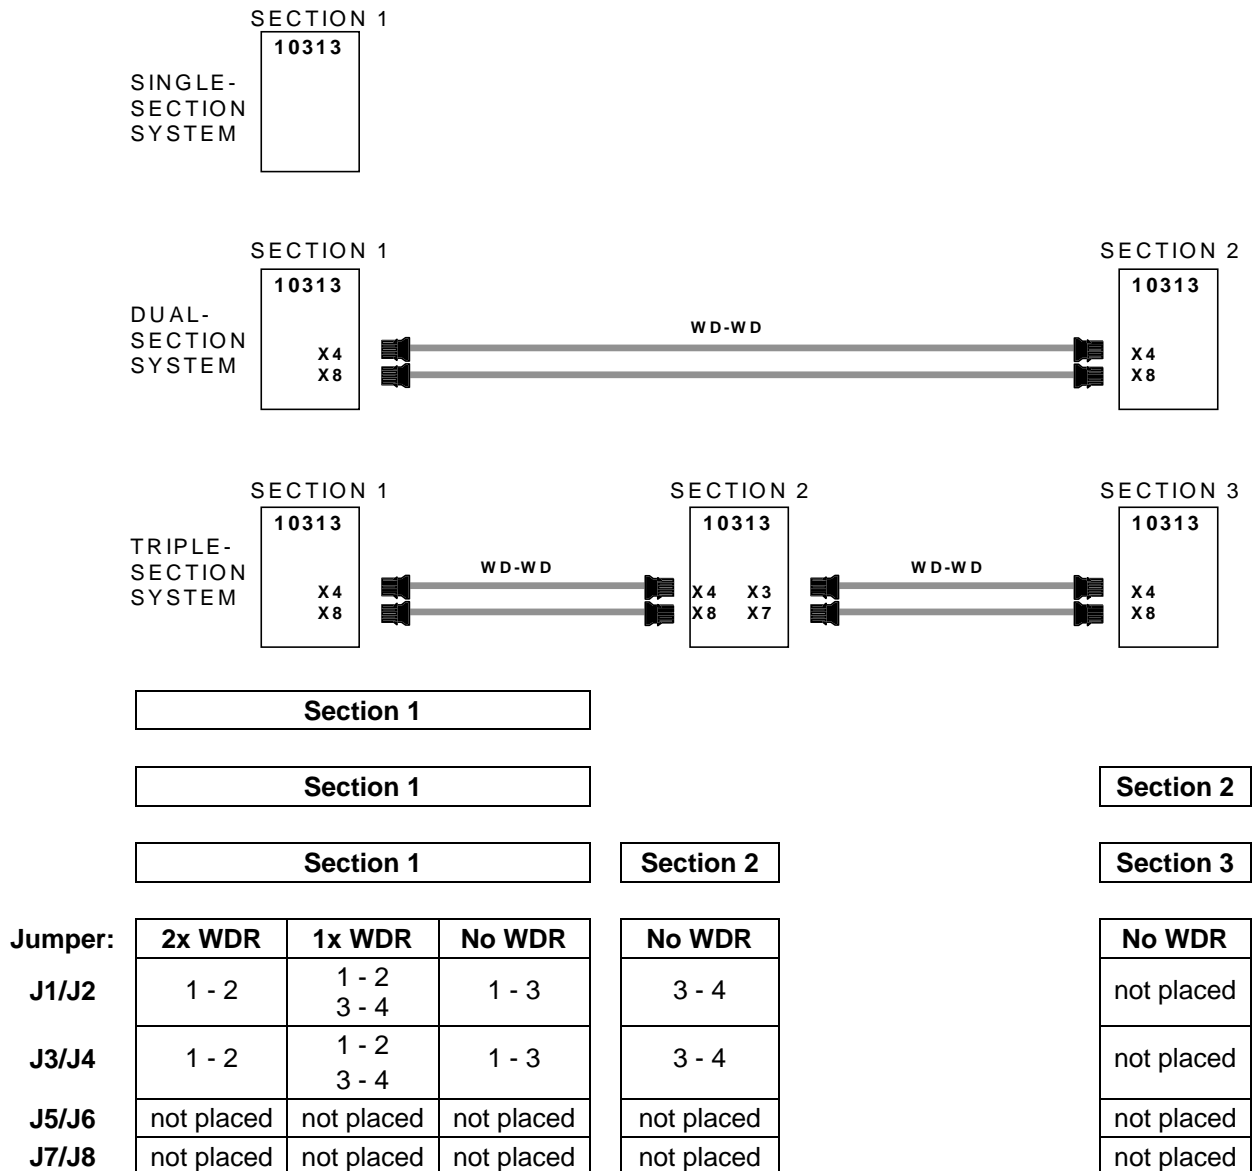 SECTION 1
10313
SINGLE-
SECTION
SYSTEM
SECTION 1
SECTION 2
10313
10313
DUAL-
SECTION
SYSTEM
WD-WD
X4
X8
X4
X8
SECTION 1
SECTION 2
SECTION 3
10313
10313
10313
TRIPLE-
SECTION
SYSTEM
WD-WD
WD-WD
X4
X8
X4 X3
X8 X7
X4
X8
Section 1
Section 1 Section 2
Section 1 Section 2 Section 3
Jumper: 2x WDR 1x WDR No WDR No WDR No WDR
J1/J2 1 - 2 1 - 2 3 - 4 1 - 3 3 - 4 not placed
J3/J4 1 - 2 1 - 2 3 - 4 1 - 3 3 - 4 not placed
J5/J6 not placed not placed not placed not placed not placed
J7/J8 not placed not placed not placed not placed not placed